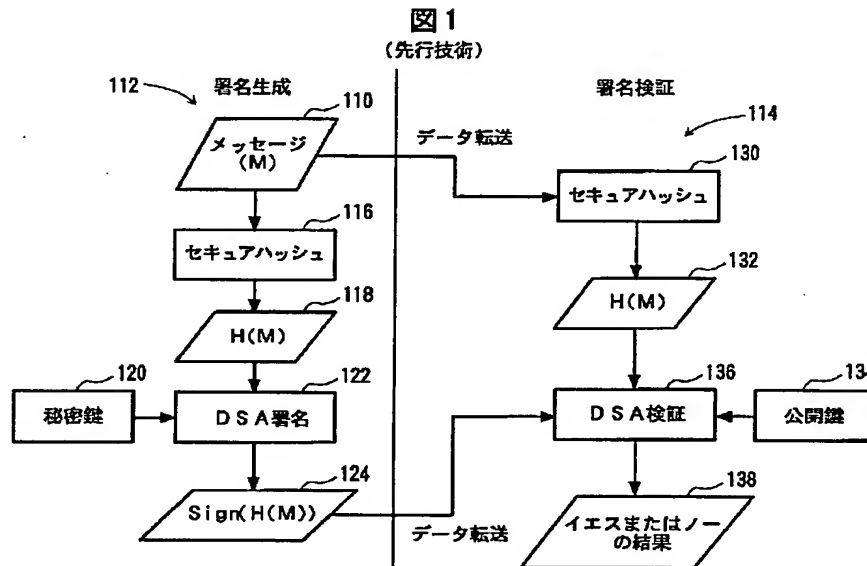 図1
(先行技術)
112
署名生成
110
メッセージ
(M)
データ転送
署名検証
114
130
セキュアハッシュ
116
セキュアハッシュ
132
H(M)
118
H(M)
120
秘密鍵
122
DSA署名
136
DSA検証
134
公開鍵
124
Sign(H(M))
データ転送
138
イエスまたはノー
の結果